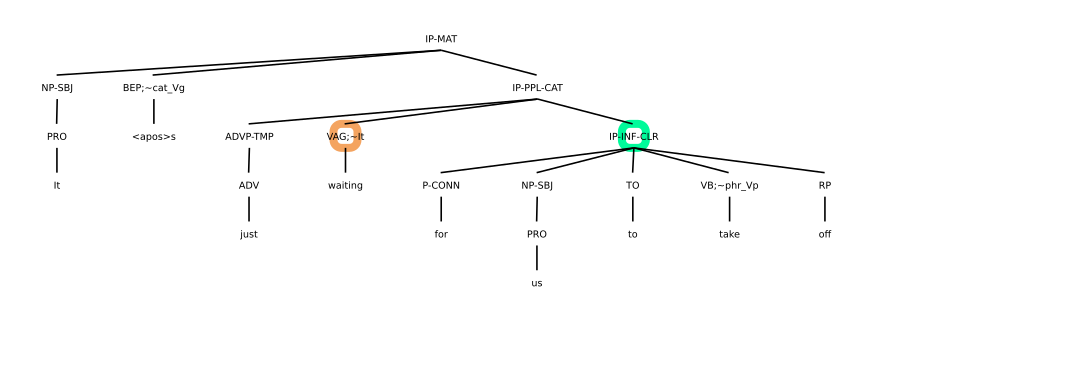 IP-MAT
NP-SBJ BEP;~cat_Vg IP-PPL-CAT
PRO <apos>s ADVP-TMP VAG;~It IP-INF-CLR
It ADV waiting P-CONN NP-SBJ TO VB;~phr_Vp RP
just for PRO to take off
us